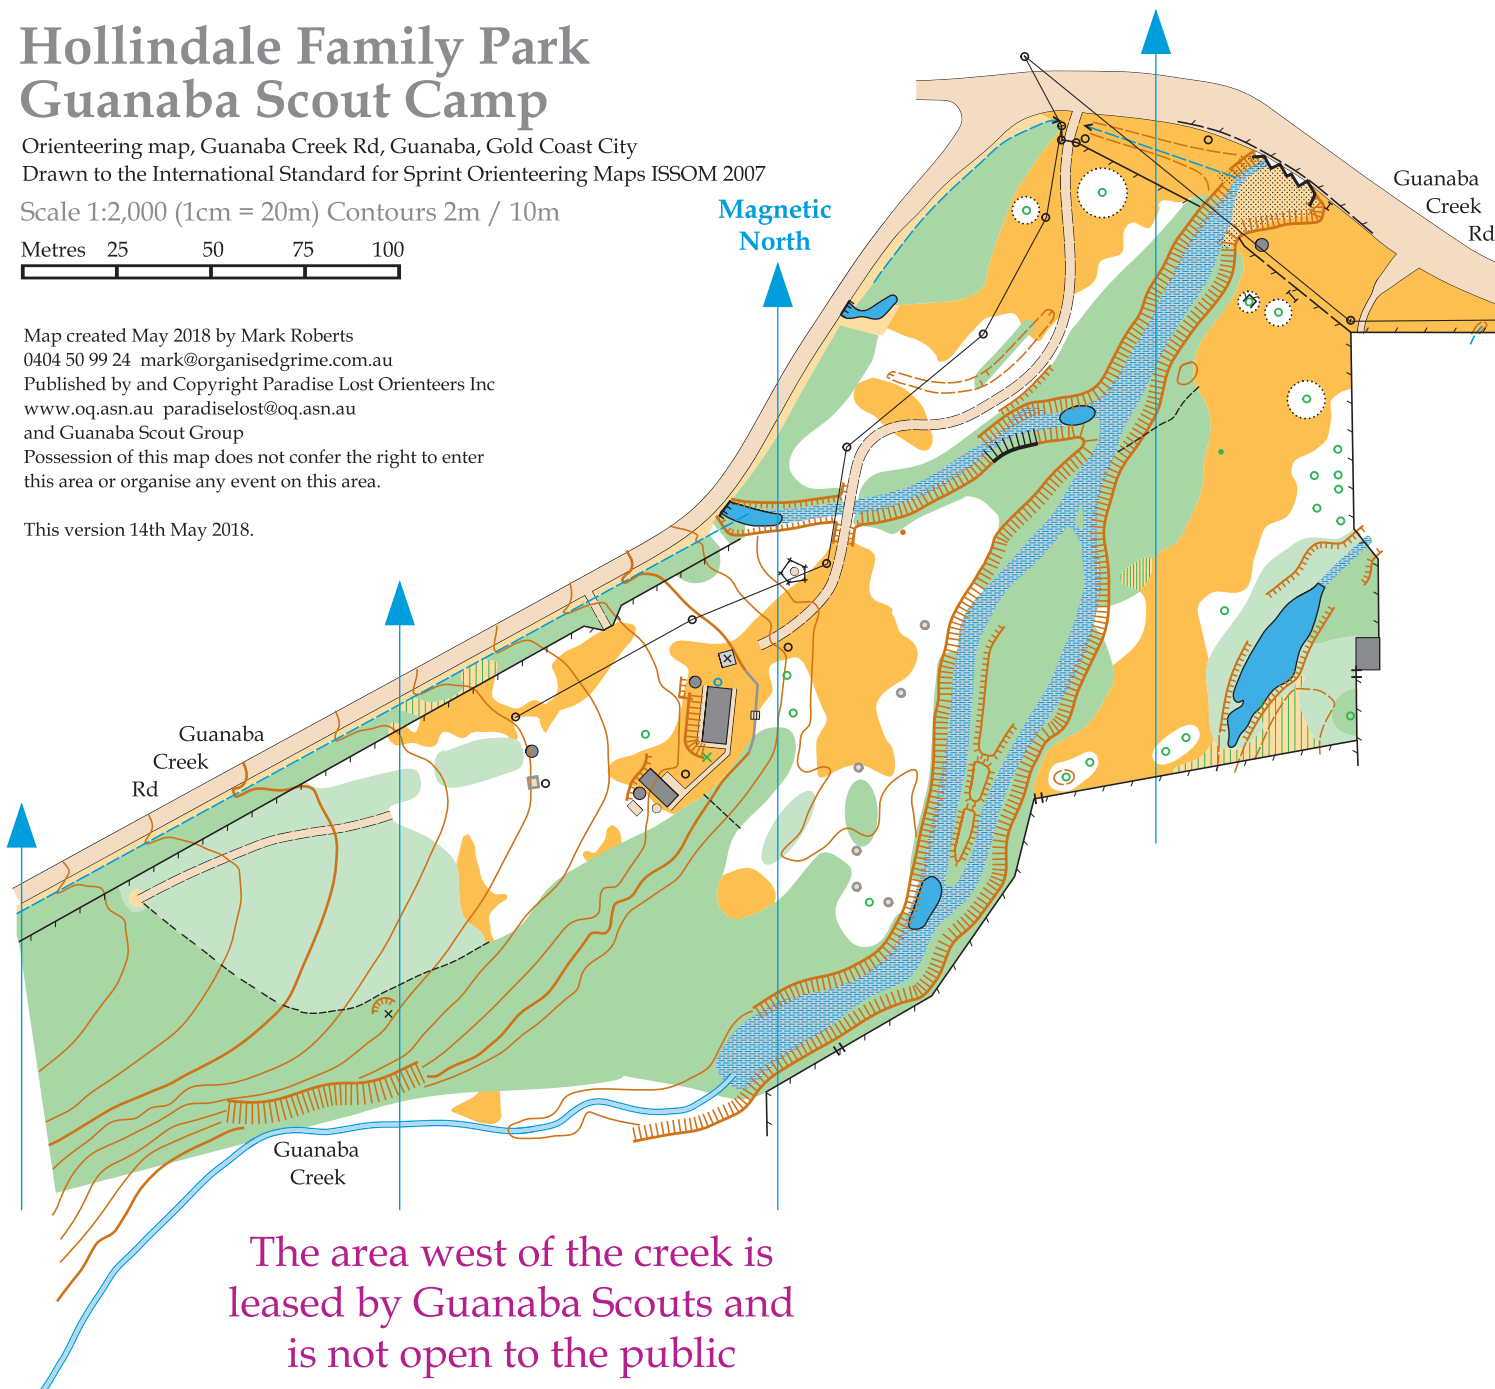 Hollindale Family Park
Guanaba Scout Camp
Orienteering map, Guanaba Creek Rd, Guanaba, Gold Coast City
Drawn to the International Standard for Sprint Orienteering Maps ISSOM 2007
Scale 1:2,000 (1cm = 20m) Contours 2m / 10m
Metres 25 50 75 100
Magnetic
North
Guanaba
Creek
Rd
Map created May 2018 by Mark Roberts
0404 50 99 24 mark@organisedgrime.com.au
Published by and Copyright Paradise Lost Orienteers Inc
www.oq.asn.au paradiselost@oq.asn.au
and Guanaba Scout Group
Possession of this map does not confer the right to enter
this area or organise any event on this area.
This version 14th May 2018.
Guanaba
Creek
Rd
Guanaba
Creek
The area west of the creek is
leased by Guanaba Scouts and
is not open to the public